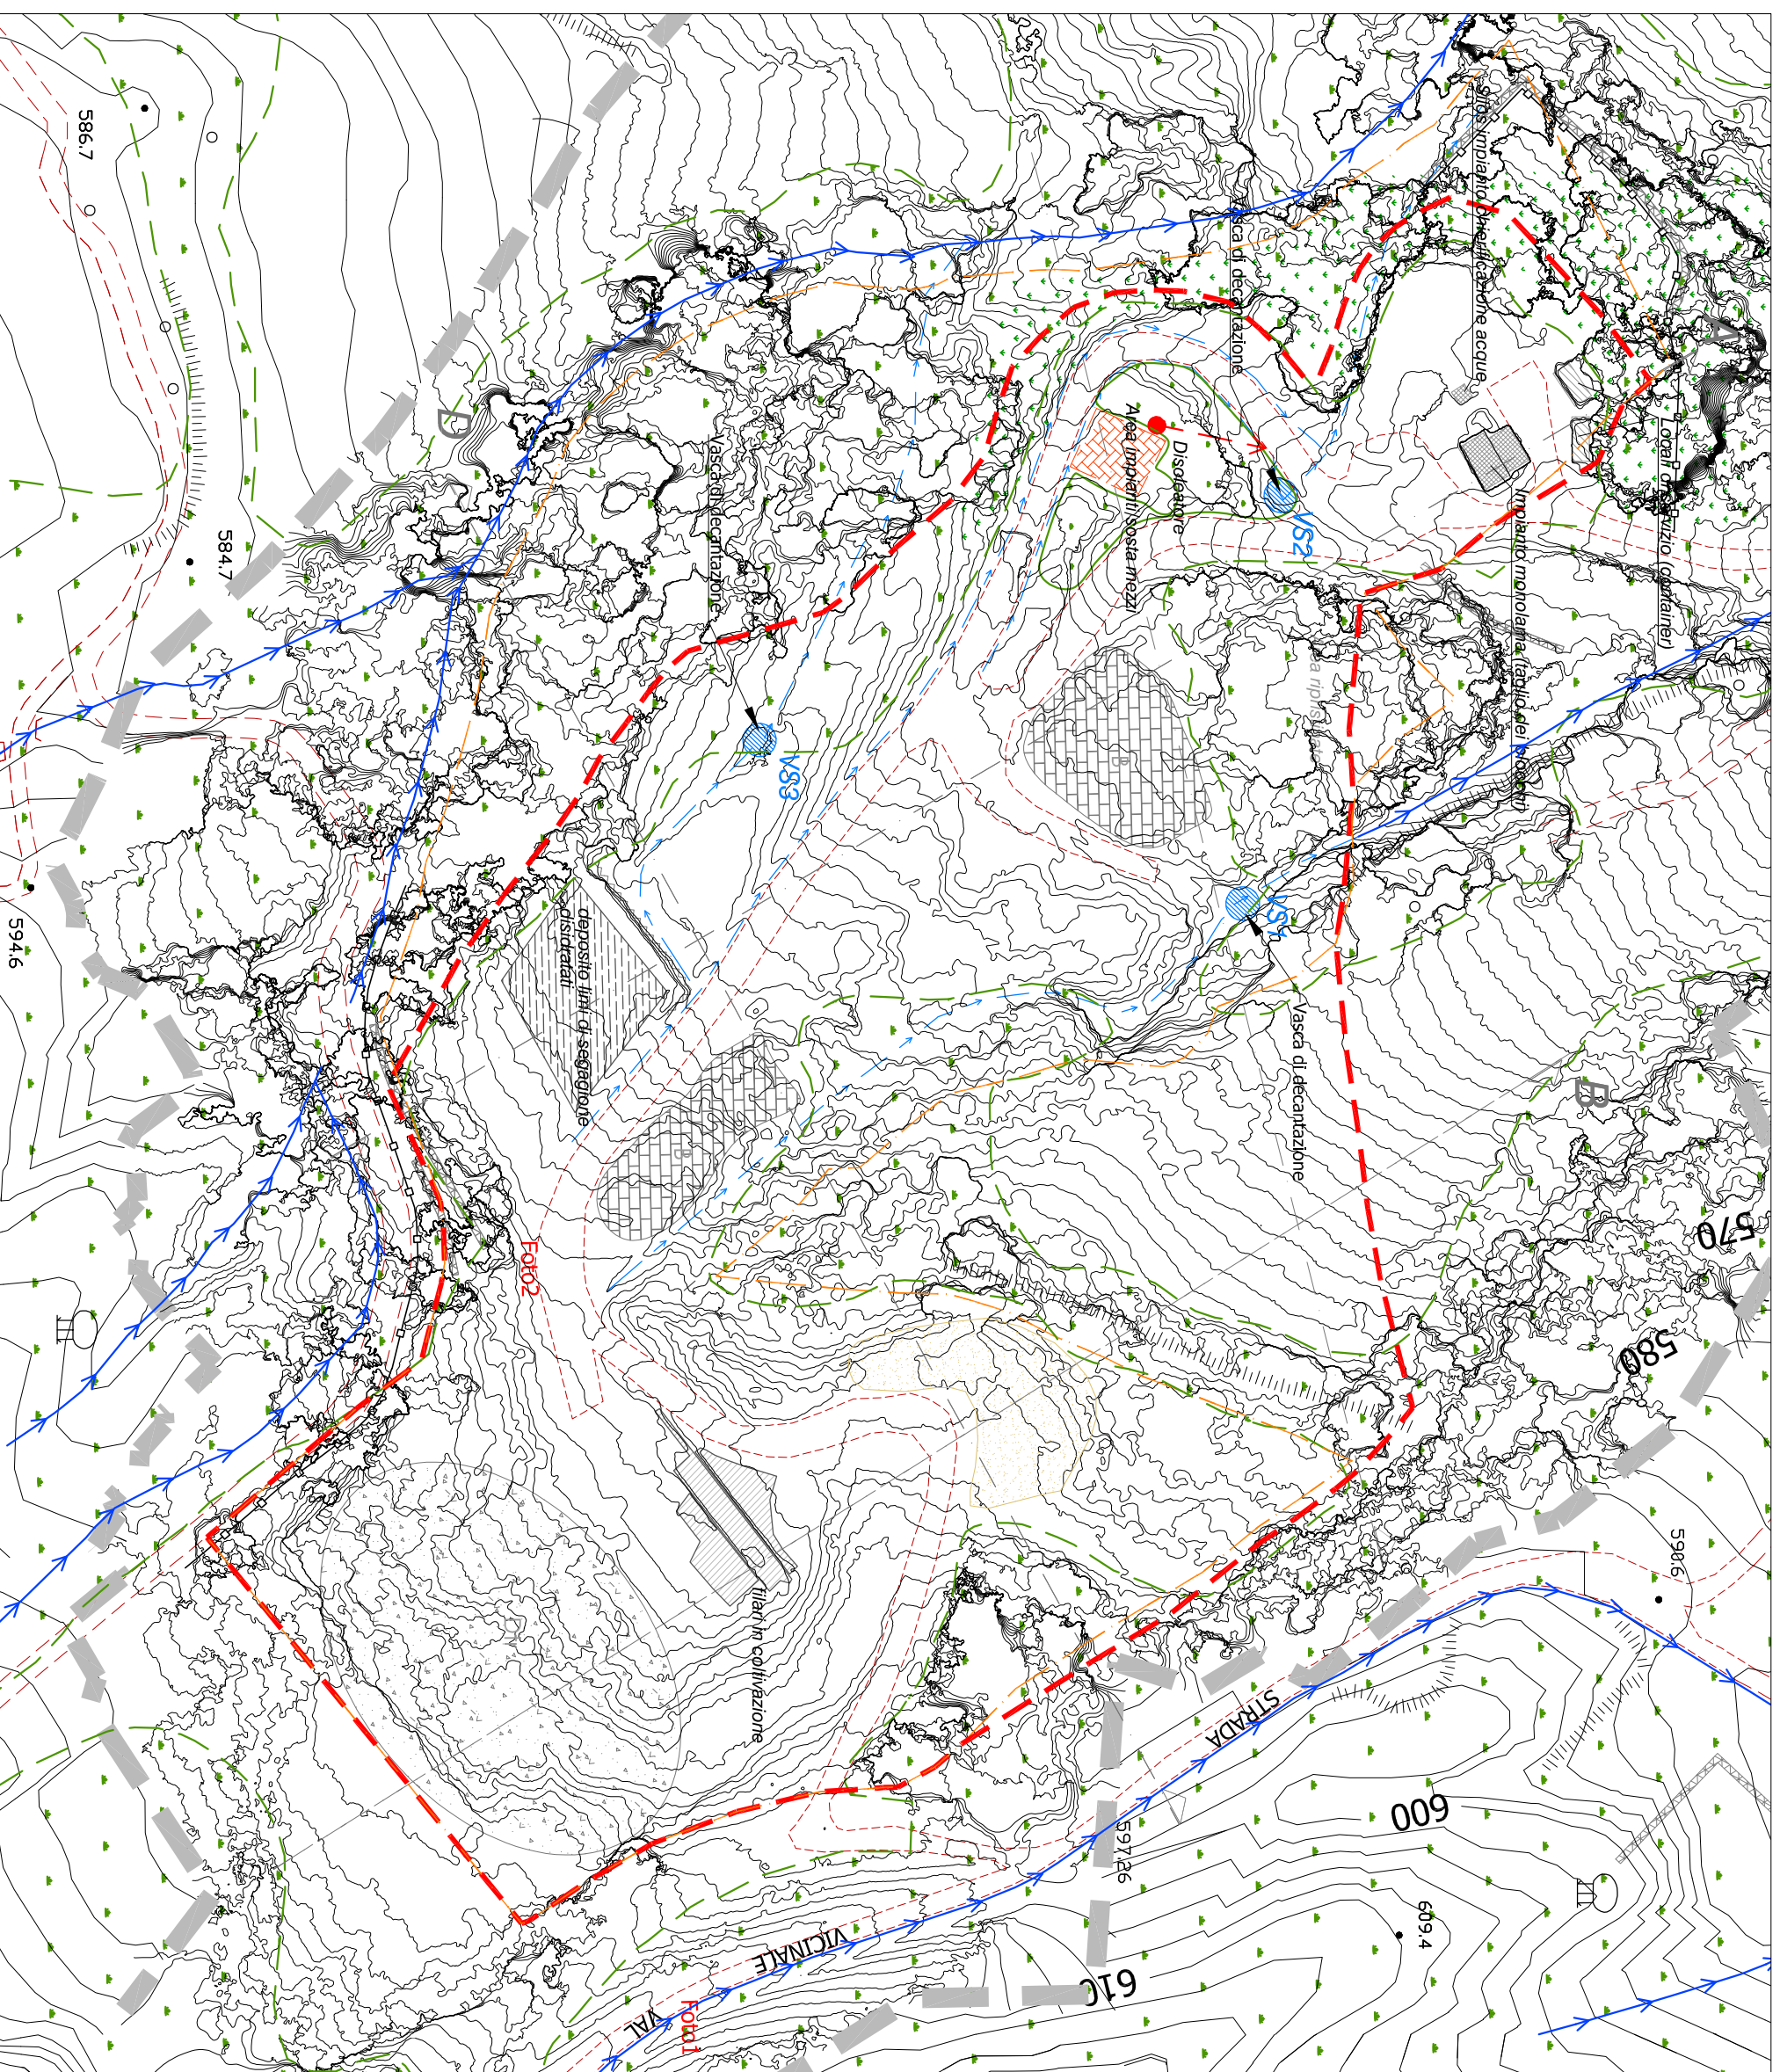 586.7
584.7
594.6
A
B
D
570
580
590.6
600
609.4
610
597.26
Silos impianto chiarificazione acque
Vasca di decantazione
Locali di servizio (container)
Impianto monolama (taglio dei blocchi)
Disoleatore
Area impianti sosta mezzi
VS2
Vasca di decantazione
VS3
VS1
Vasca di decantazione
deposito limi di segagione
disidratati
B
B
Foto2
filari in coltivazione
STRADA
VICINALE
VAL
Foto1